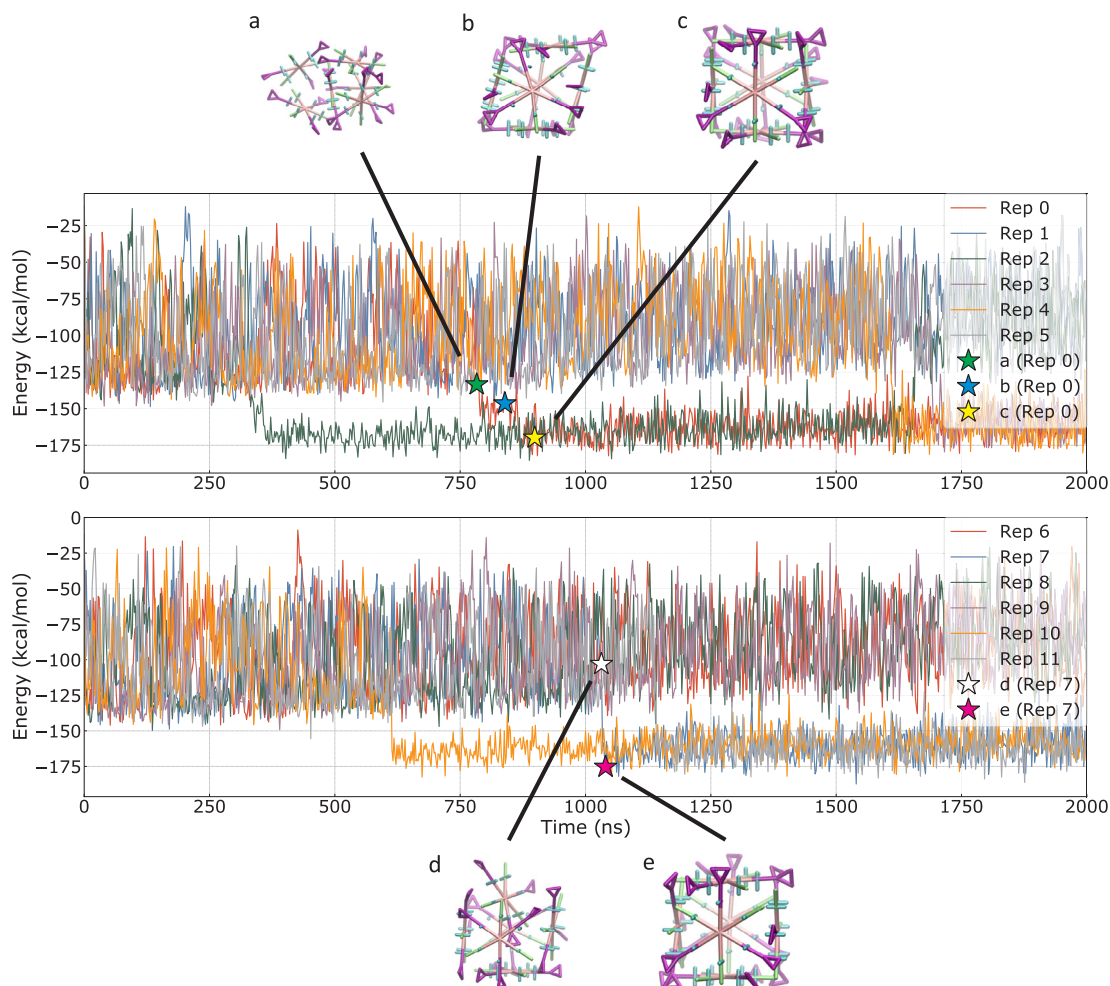 a
b
c
Energy (kcal/mol)
−25
−50
−75
−100
−125
−150
−175
0
250
500
750
1000
1250
1500
1750
2000
Rep 0
Rep 1
Rep 2
Rep 3
Rep 4
Rep 5
a (Rep 0)
b (Rep 0)
c (Rep 0)
Energy (kcal/mol)
0
−25
−50
−75
−100
−125
−150
−175
0
250
500
750
1000
1250
1500
1750
2000
Time (ns)
Rep 6
Rep 7
Rep 8
Rep 9
Rep 10
Rep 11
d (Rep 7)
e (Rep 7)
d
e